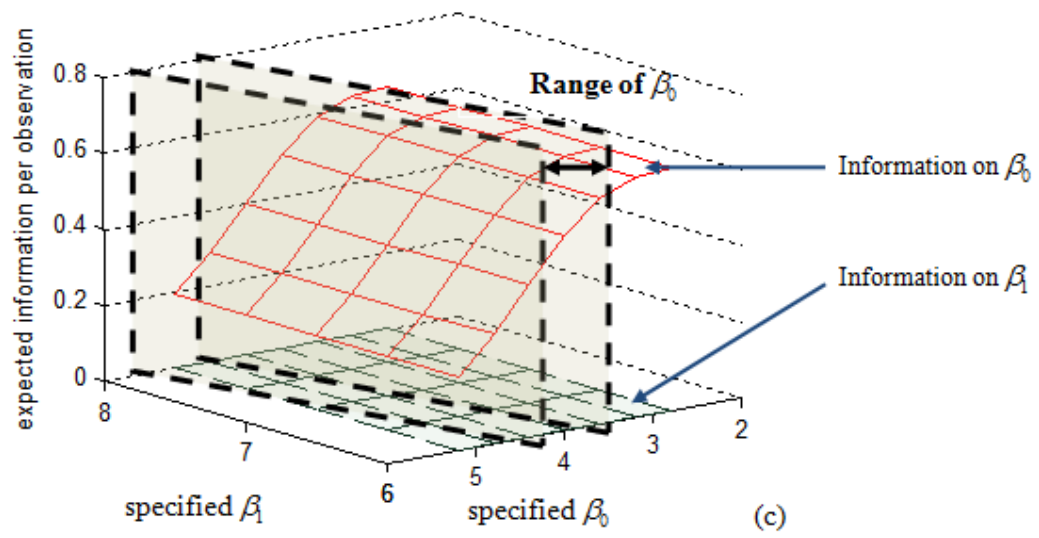 expected information per observation
0.8
0.6
0.4
0.2
0
8
7
6
5
4
3
2
Range of β₀
Information on β₀
Information on β₁
specified β₁
specified β₀
(c)